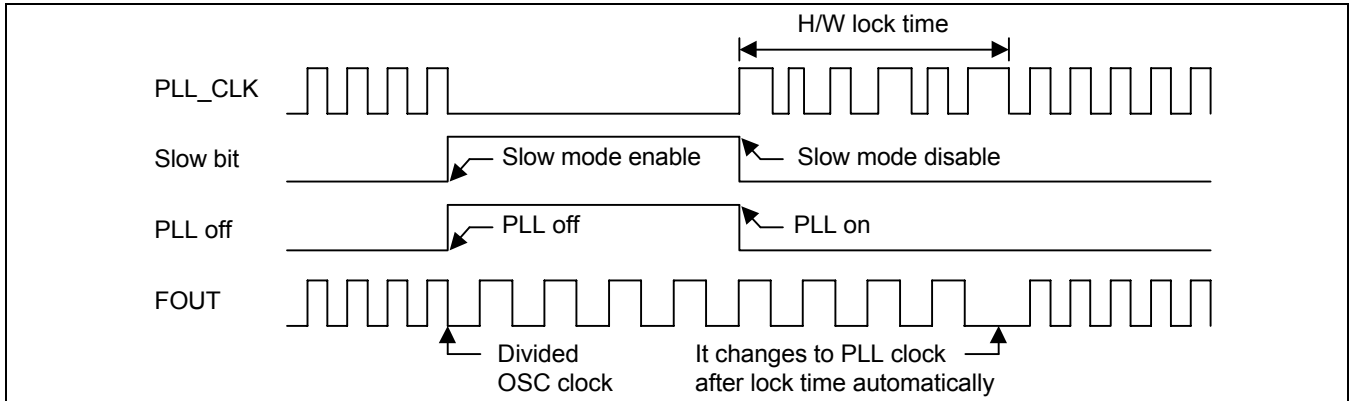 H/W lock time
PLL_CLK
Slow bit
Slow mode enable
Slow mode disable
PLL off
PLL off
PLL on
FOUT
Divided
OSC clock
It changes to PLL clock
after lock time automatically